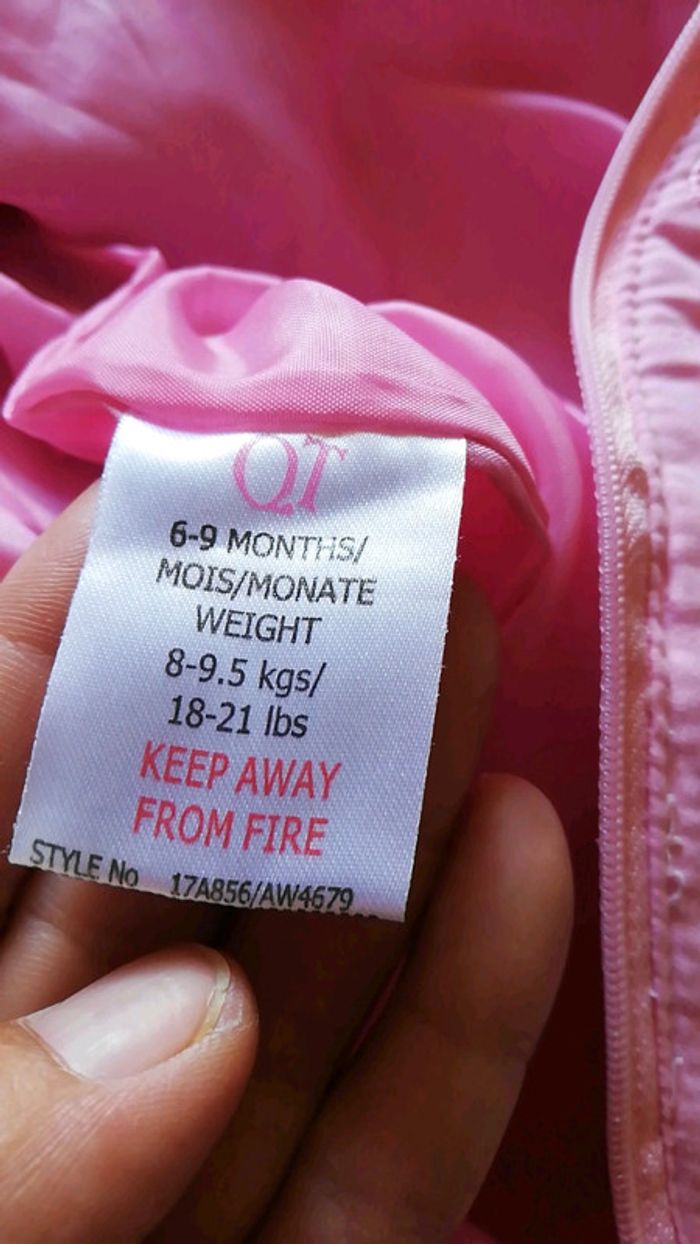 QT
6-9 MONTHS/
MOIS/MONATE
WEIGHT
8-9.5 kgs/
18-21 lbs
KEEP AWAY
FROM FIRE
STYLE No 17A856/AW4679